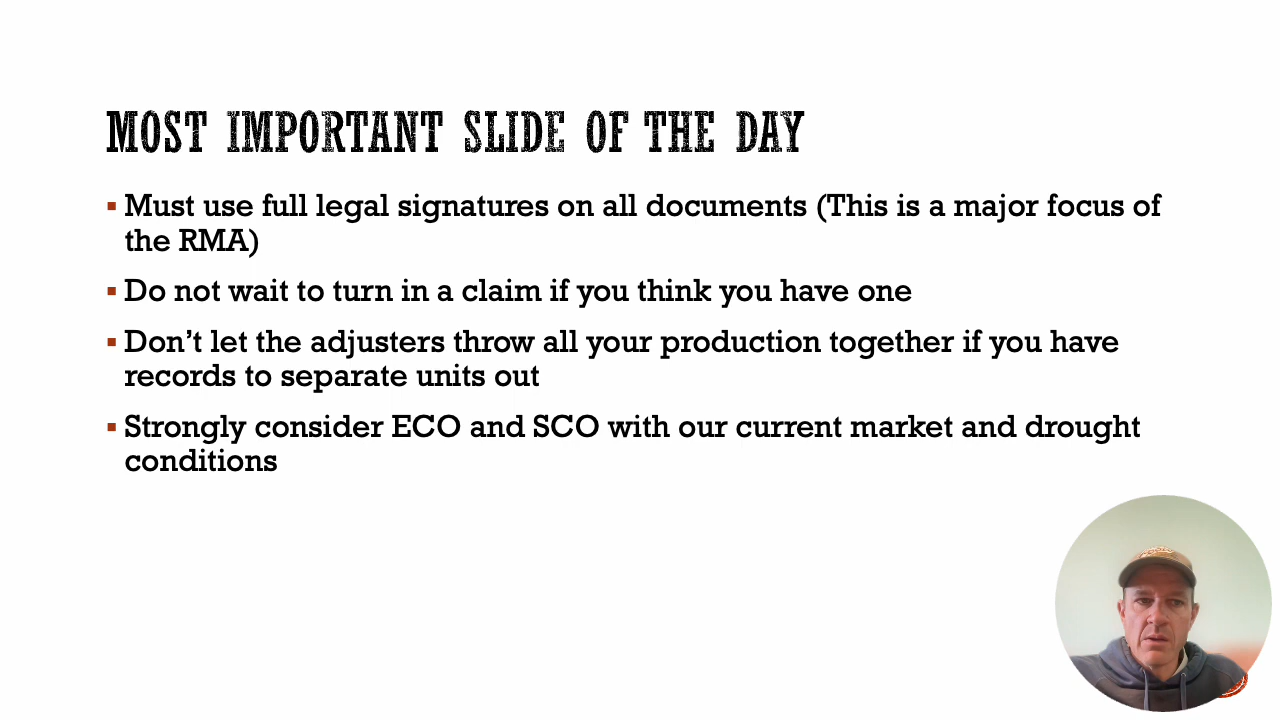 MOST IMPORTANT SLIDE OF THE DAY
Must use full legal signatures on all documents (This is a major focus of
the RMA)
Do not wait to turn in a claim if you think you have one
Don’t let the adjusters throw all your production together if you have
records to separate units out
Strongly consider ECO and SCO with our current market and drought
conditions